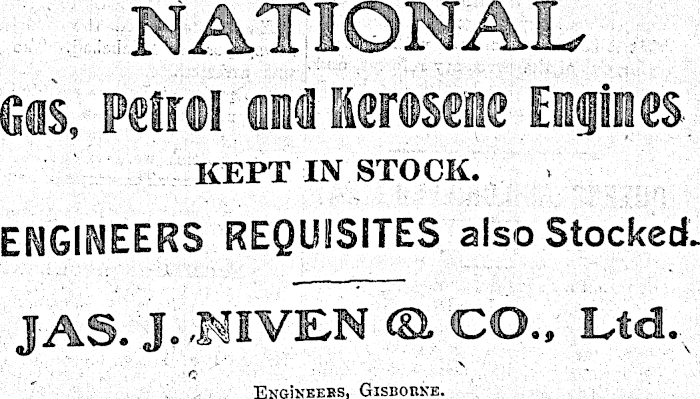 NATIONAL
Gas, Petrol and Kerosene Engines
KEPT IN STOCK.
ENGINEERS REQUISITES also Stocked.
JAS. J. NIVEN & CO., Ltd.
ENGINEERS, GISBORNE.